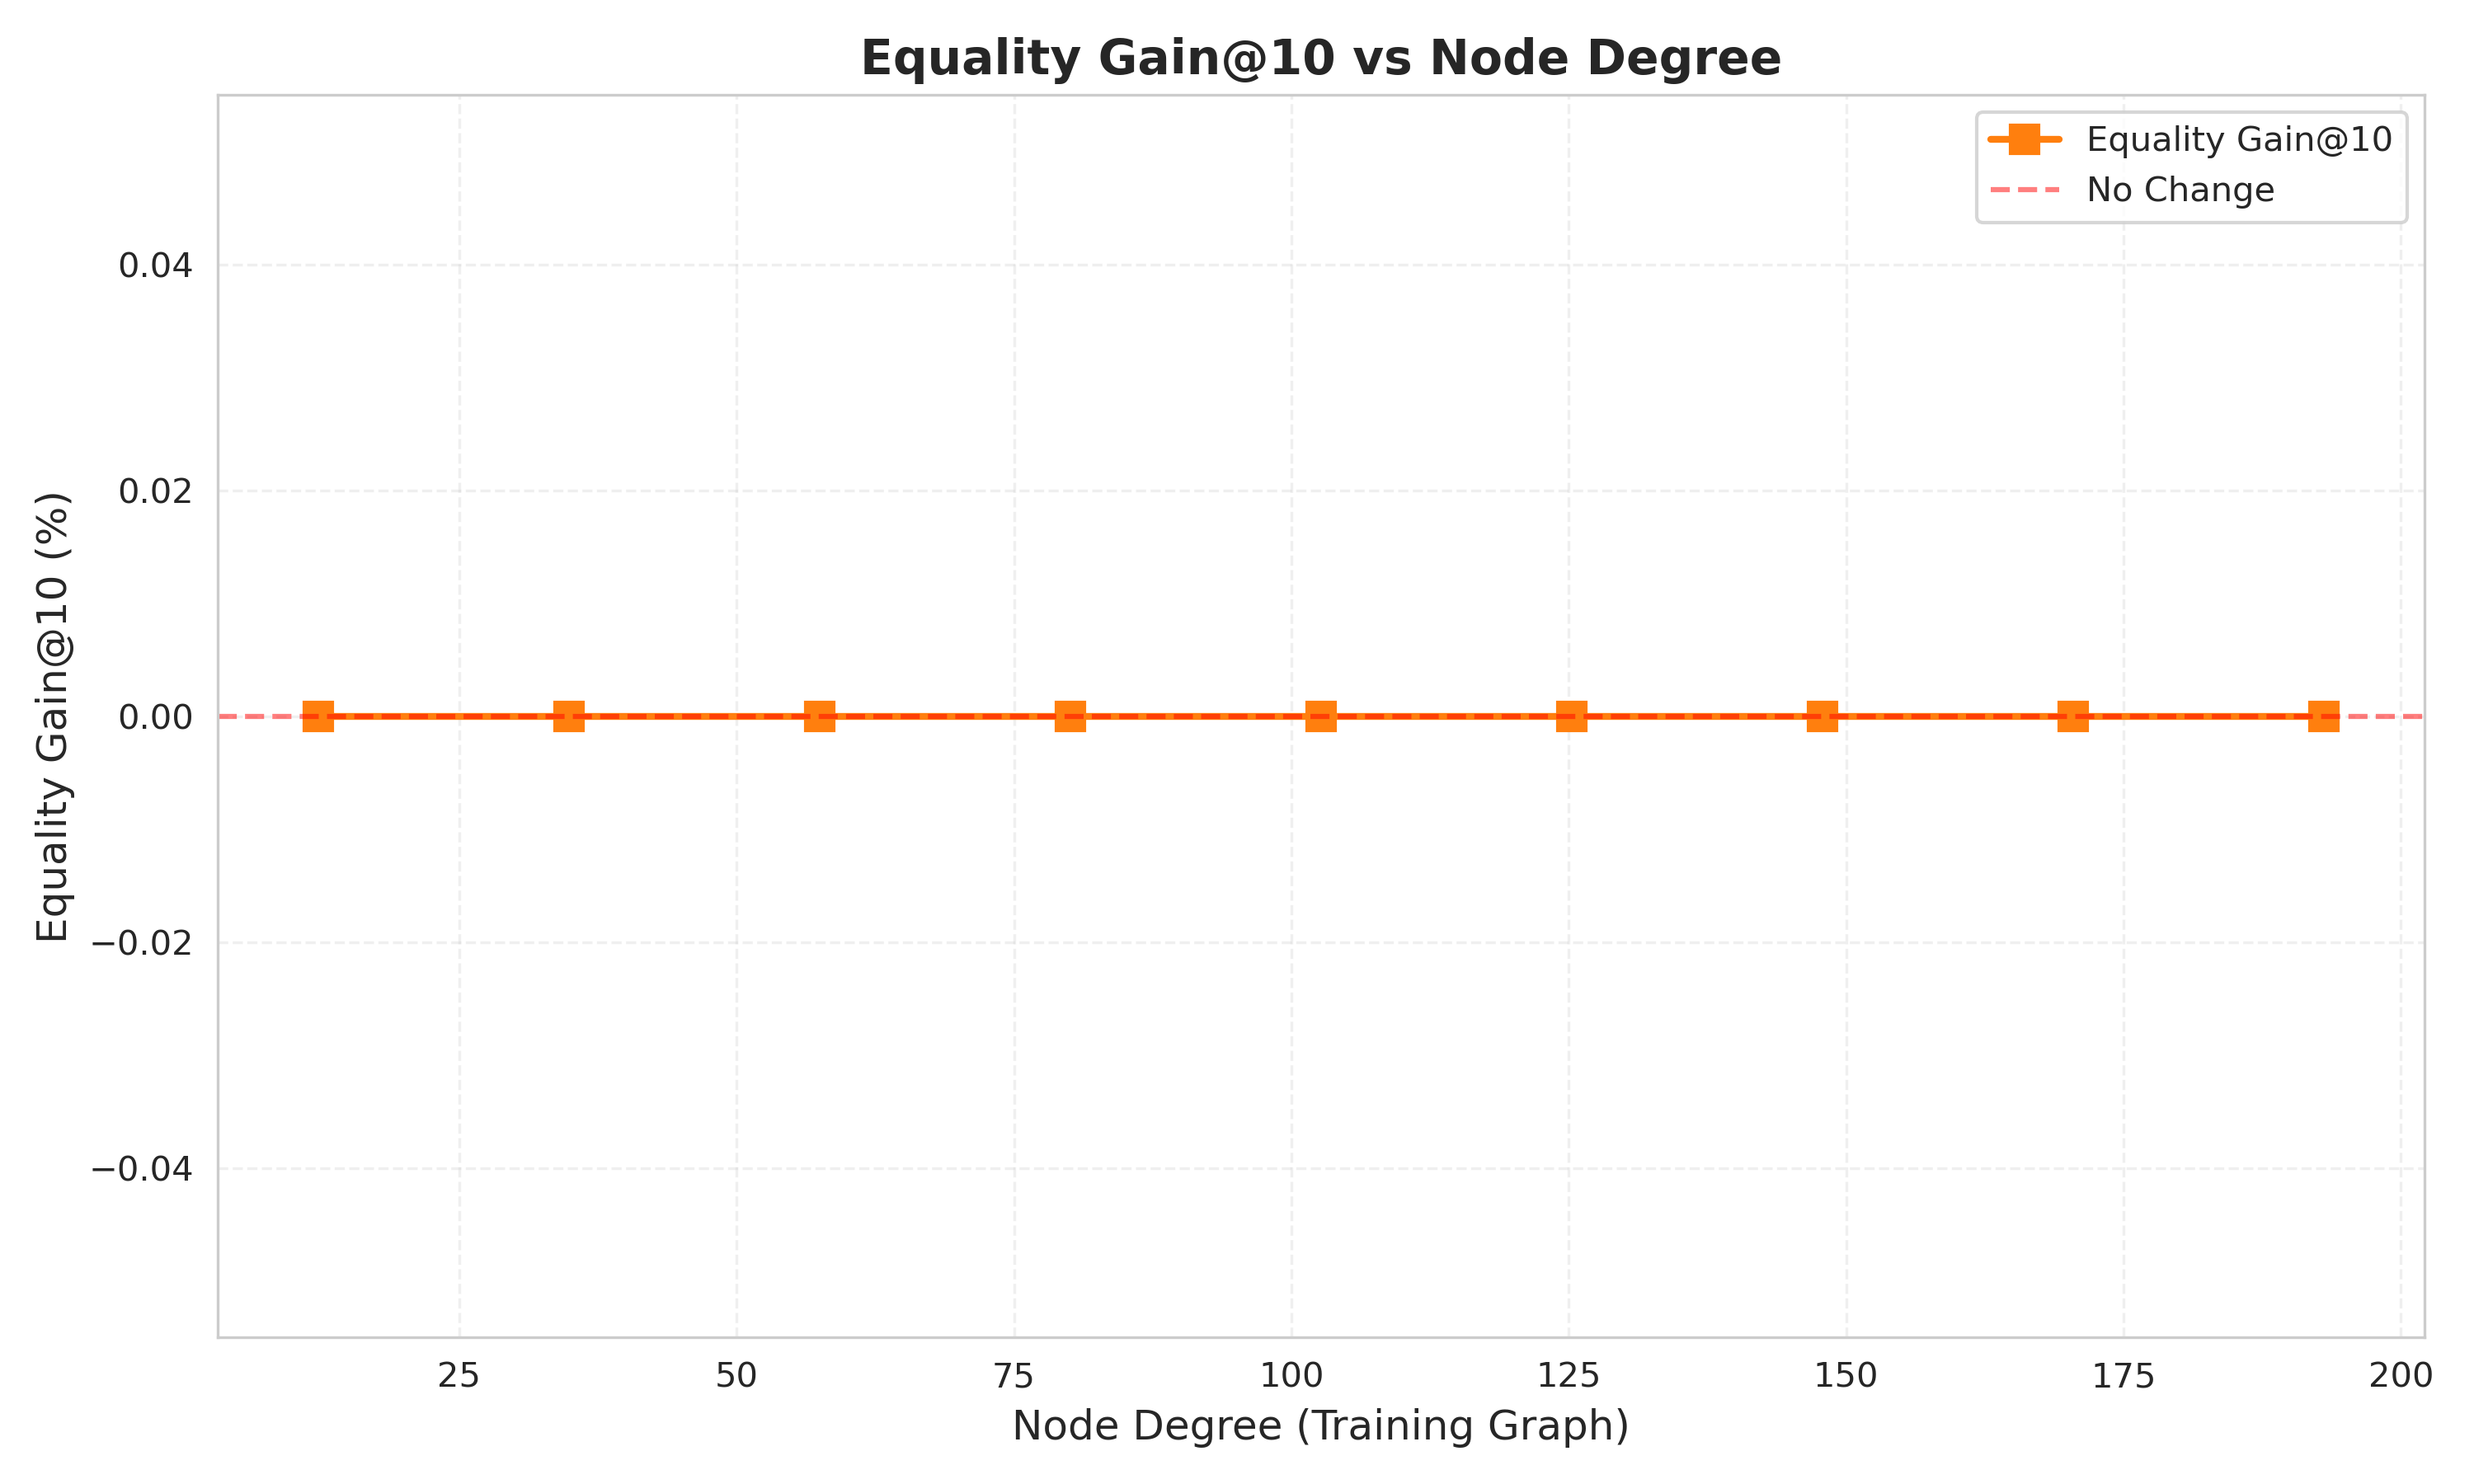 Equality Gain@10 vs Node Degree
Equality Gain@10
No Change
Equality Gain@10 (%)
0.04
0.02
0.00
−0.02
−0.04
25 50 75 100 125 150 175 200
Node Degree (Training Graph)